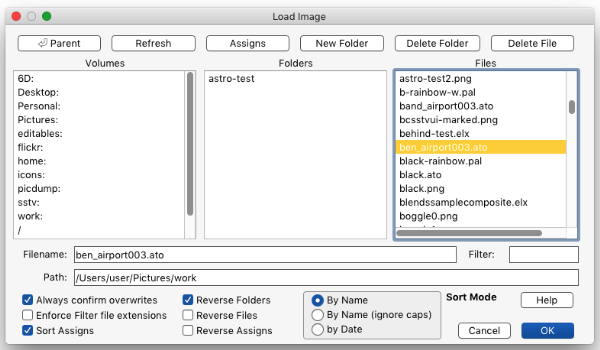 Load Image
Parent Refresh Assigns New Folder Delete Folder Delete File
Volumes Folders Files
6D:
Desktop:
Personal:
Pictures:
editables:
flickr:
home:
icons:
picdump:
sstv:
work:
/
astro-test
astro-test2.png
b-rainbow-w.pal
band_airport003.ato
bcsstvui-marked.png
behind-test.elx
ben_airport003.ato
black-rainbow.pal
black.ato
black.png
blendssamplecomposite.elx
boggle0.png
Filename: ben_airport003.ato Filter:
Path: /Users/user/Pictures/work
Always confirm overwrites
Enforce Filter file extensions
Sort Assigns
Reverse Folders
Reverse Files
Reverse Assigns
By Name
By Name (ignore caps)
by Date
Sort Mode
Help
Cancel OK